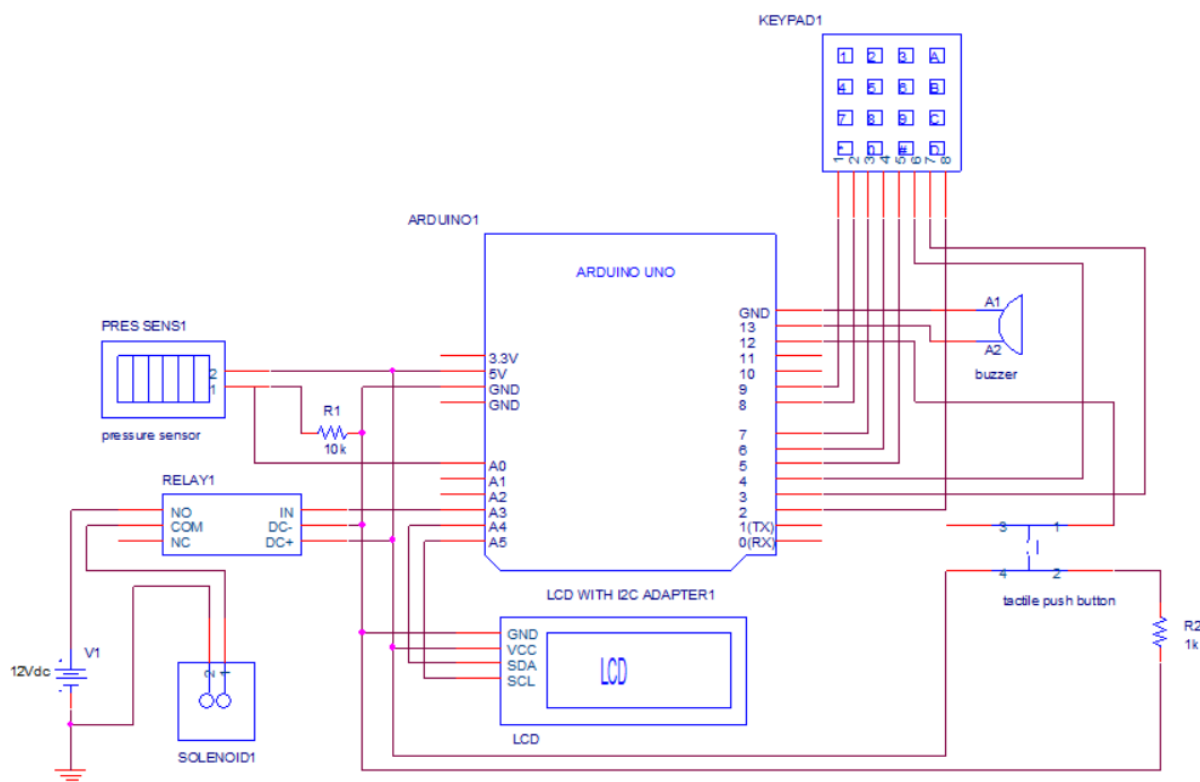 KEYPAD1
1 2 3 A
4 5 6 B
7 8 9 C
* 0 # D
1 2 3 4 5 6 7 8
ARDUINO1
ARDUINO UNO
3.3V
5V
GND
GND
A0
A1
A2
A3
A4
A5
GND
13
12
11
10
9
8
7
6
5
4
3
2
1(TX)
0(RX)
A1
A2
buzzer
PRES SENS1
2
1
pressure sensor
R1
10k
RELAY1
NO
COM
NC
IN
DC-
DC+
3 1
4 2
tactile push button
R2
1k
LCD WITH I2C ADAPTER1
GND
VCC
SDA
SCL
LCD
LCD
V1
12Vdc
2 1
SOLENOID1